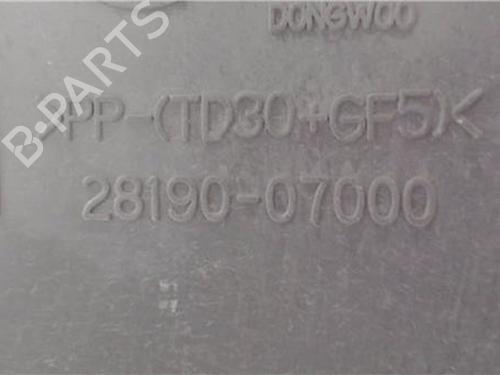 DONGWOO
>PP-(TD30+GF5)<
28190-07000
B-PARTS